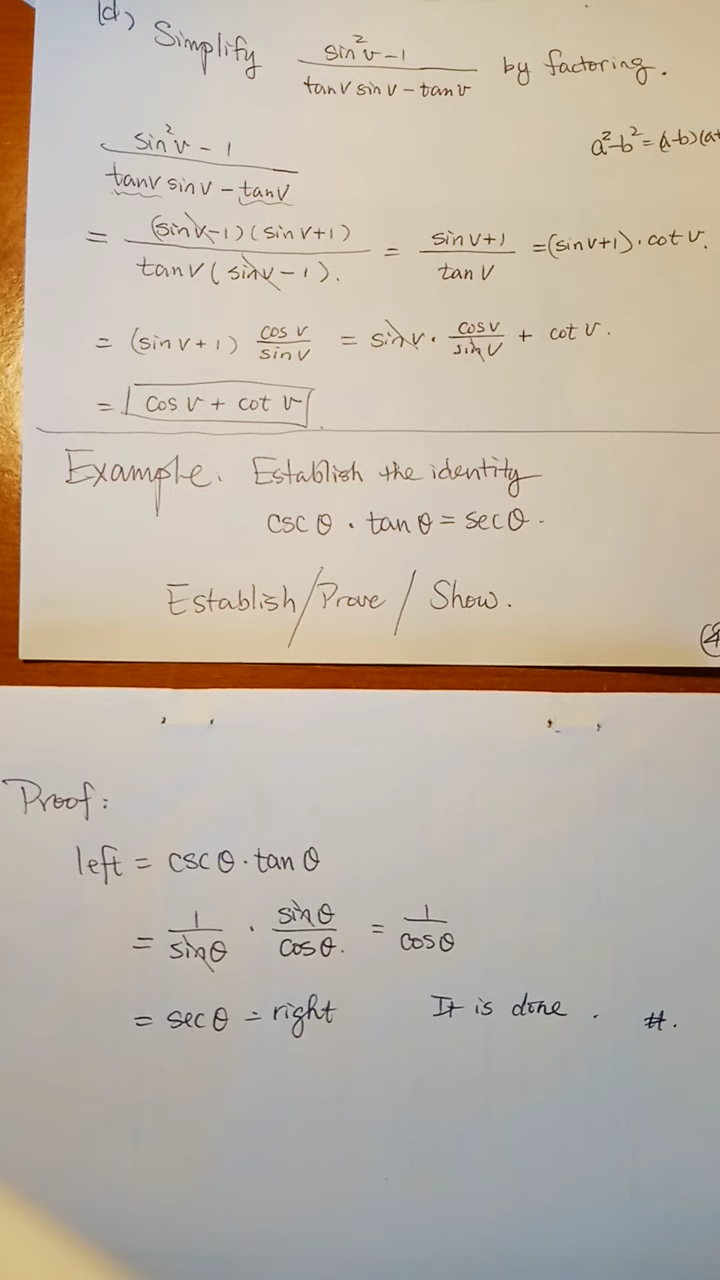 (d) Simplify (sin²v - 1)/(tanv sinv - tanv) by factoring.
a² - b² = (a-b)(a+
(sin²v - 1)/(tanv sinv - tanv)
= (sinv - 1)(sinv + 1)/(tanv(sinv - 1)). = (sinv + 1)/(tanv) = (sinv+1)·cotv.
= (sinv + 1) (cosv)/(sinv) = sinv · (cosv)/(sinv) + cotv.
= cosv + cotv
Example. Establish the identity
cscθ · tanθ = secθ.
Establish/Prove/Show.
Proof:
left = cscθ · tanθ
= 1/(sinθ) · (sinθ)/(cosθ). = 1/(cosθ)
= secθ = right It is done. #.